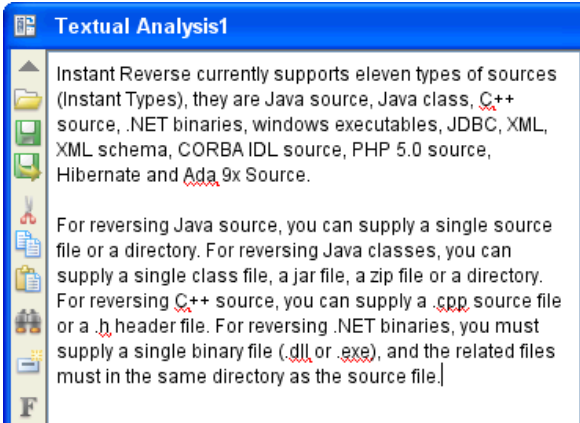 Textual Analysis1
Instant Reverse currently supports eleven types of sources
(Instant Types), they are Java source, Java class, C++
source, .NET binaries, windows executables, JDBC, XML,
XML schema, CORBA IDL source, PHP 5.0 source,
Hibernate and Ada 9x Source.
For reversing Java source, you can supply a single source
file or a directory. For reversing Java classes, you can
supply a single class file, a jar file, a zip file or a directory.
For reversing C++ source, you can supply a .cpp source file
or a .h header file. For reversing .NET binaries, you must
supply a single binary file (.dll or .exe), and the related files
must in the same directory as the source file.
F